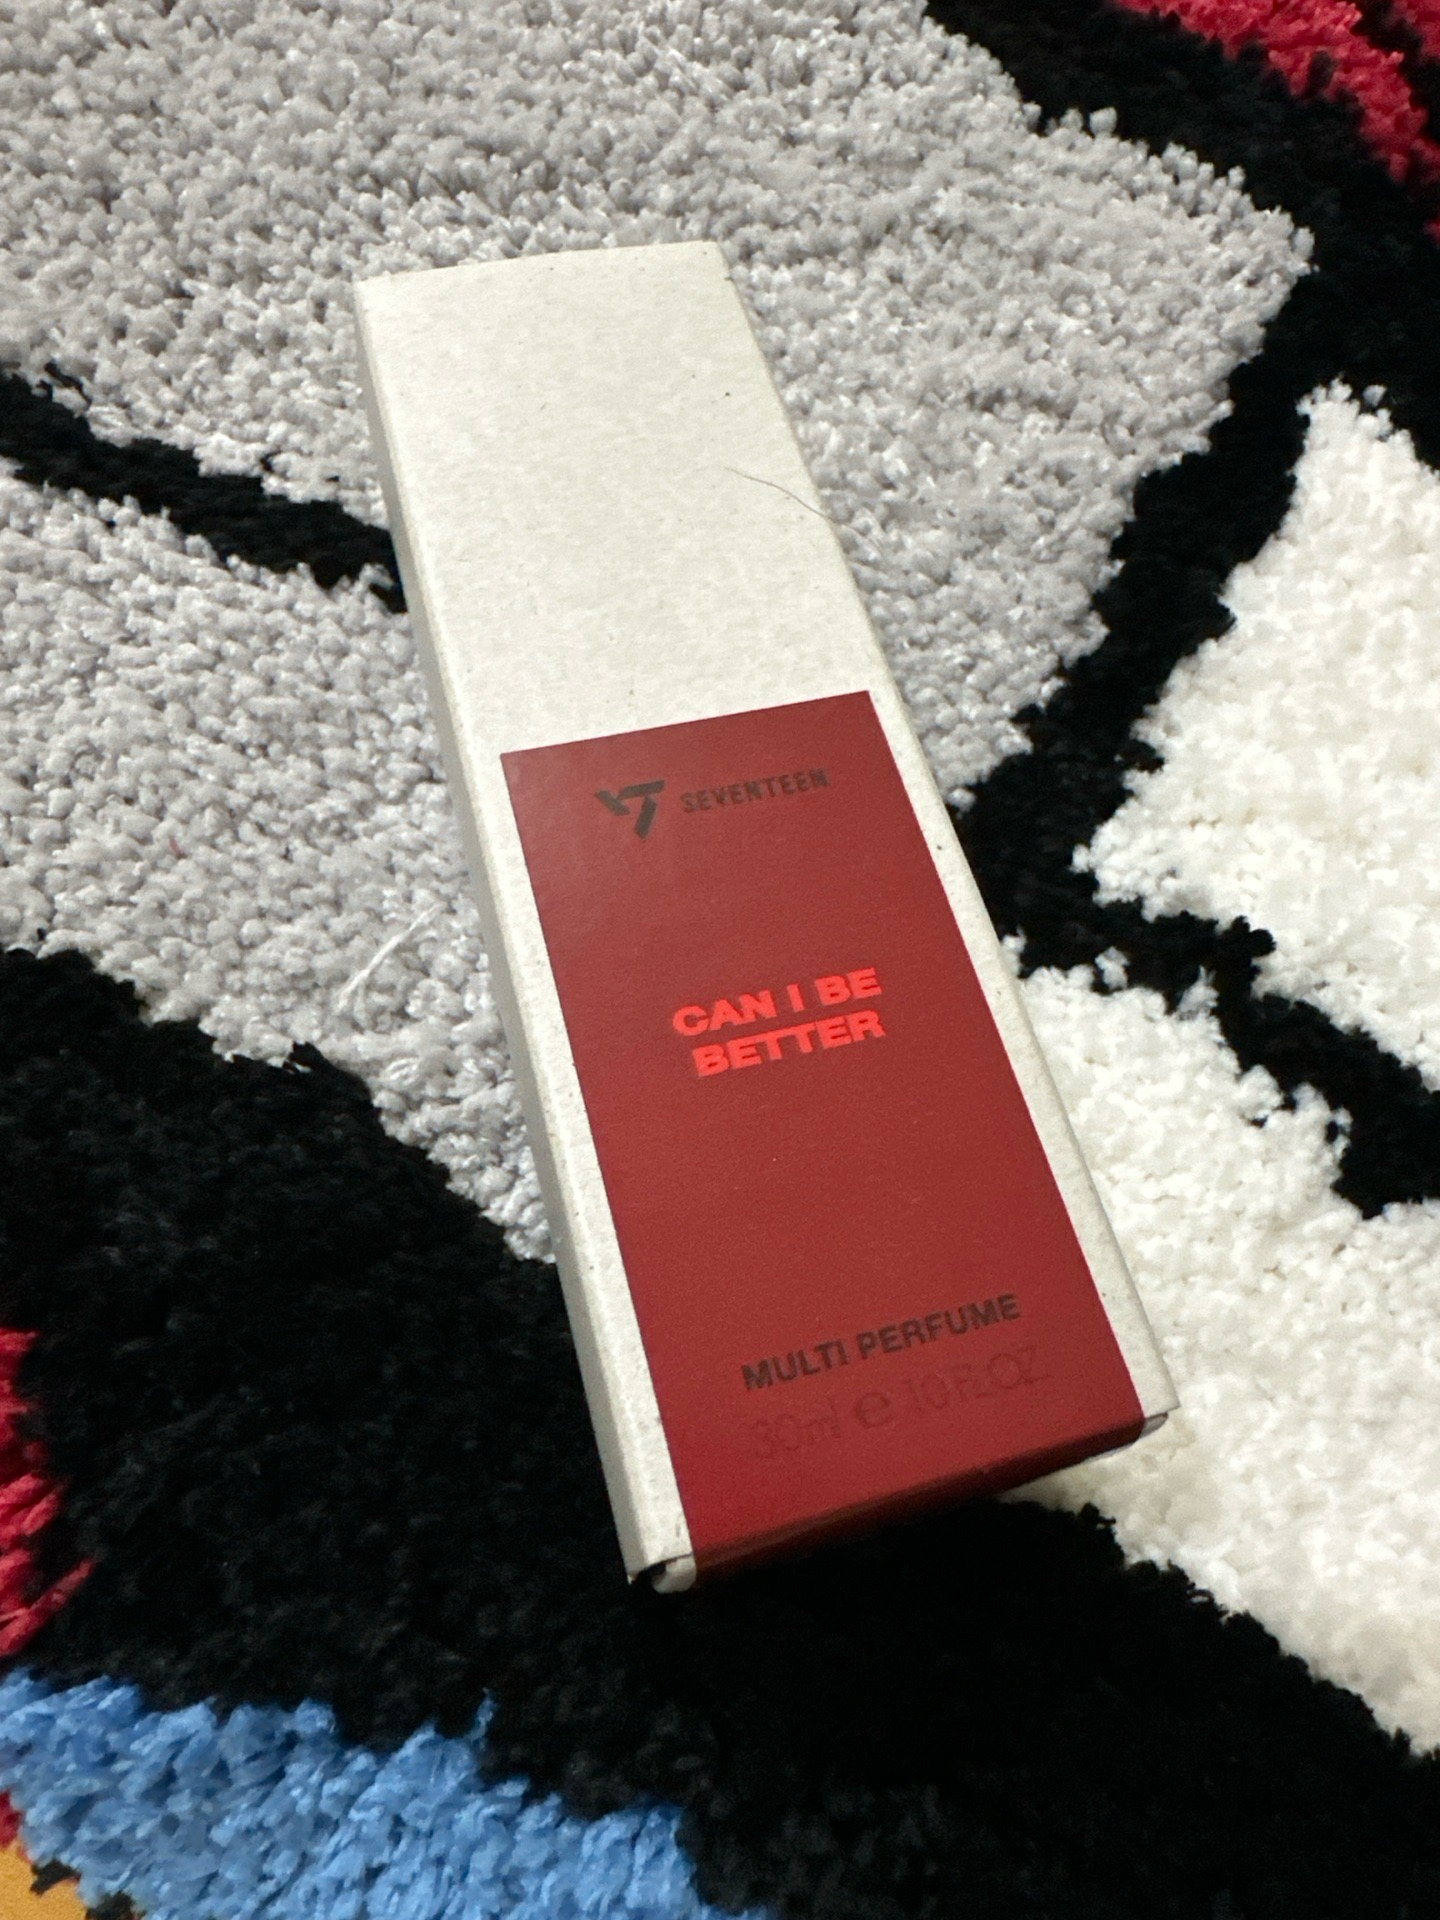 SEVENTEEN
CAN I BE
BETTER
MULTI PERFUME
30ml ℮ 1.0 FL.OZ